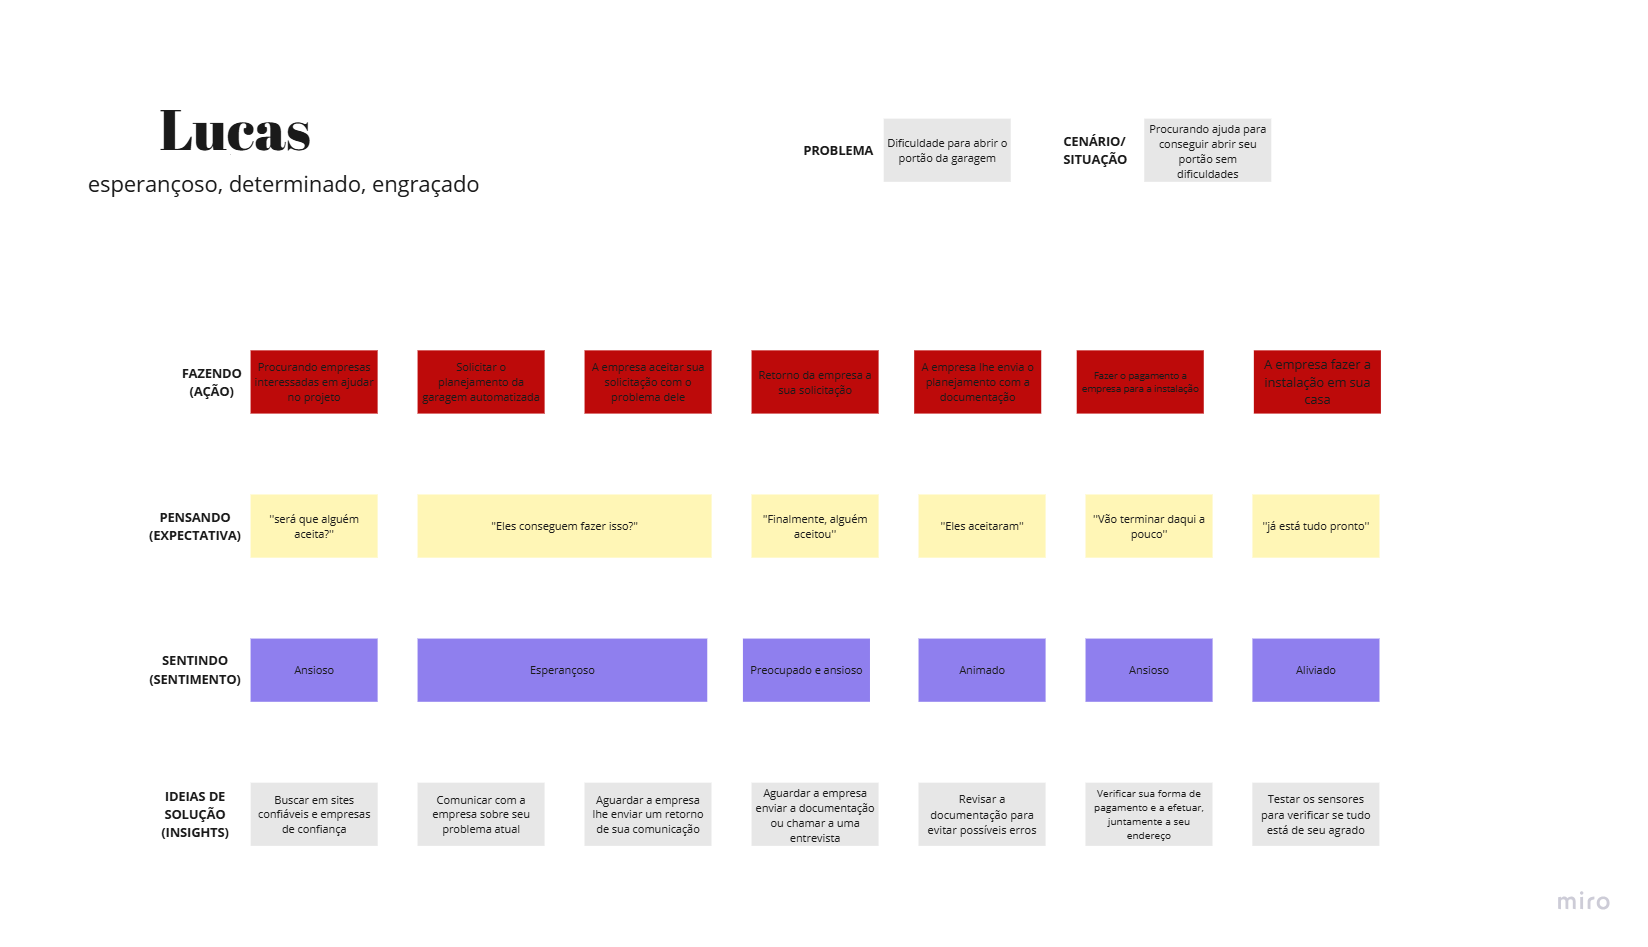 Lucas
esperançoso, determinado, engraçado
PROBLEMA
Dificuldade para abrir o
portão da garagem
CENÁRIO/
SITUAÇÃO
Procurando ajuda para
conseguir abrir seu
portão sem
dificuldades
FAZENDO
(AÇÃO)
Procurando empresas
interessadas em ajudar
no projeto
Solicitar o
planejamento da
garagem automatizada
A empresa aceitar sua
solicitação com o
problema dele
Retorno da empresa a
sua solicitação
A empresa lhe envia o
planejamento com a
documentação
Fazer o pagamento a
empresa para a instalação
A empresa fazer a
instalação em sua
casa
PENSANDO
(EXPECTATIVA)
"será que alguém
aceita?"
"Eles conseguem fazer isso?"
"Finalmente, alguém
aceitou"
"Eles aceitaram"
"Vão terminar daqui a
pouco"
"já está tudo pronto"
SENTINDO
(SENTIMENTO)
Ansioso
Esperançoso
Preocupado e ansioso
Animado
Ansioso
Aliviado
IDEIAS DE
SOLUÇÃO
(INSIGHTS)
Buscar em sites
confiáveis e empresas
de confiança
Comunicar com a
empresa sobre seu
problema atual
Aguardar a empresa
lhe enviar um retorno
de sua comunicação
Aguardar a empresa
enviar a documentação
ou chamar a uma
entrevista
Revisar a
documentação para
evitar possíveis erros
Verificar sua forma de
pagamento e a efetuar,
juntamente a seu
endereço
Testar os sensores
para verificar se tudo
está de seu agrado
miro